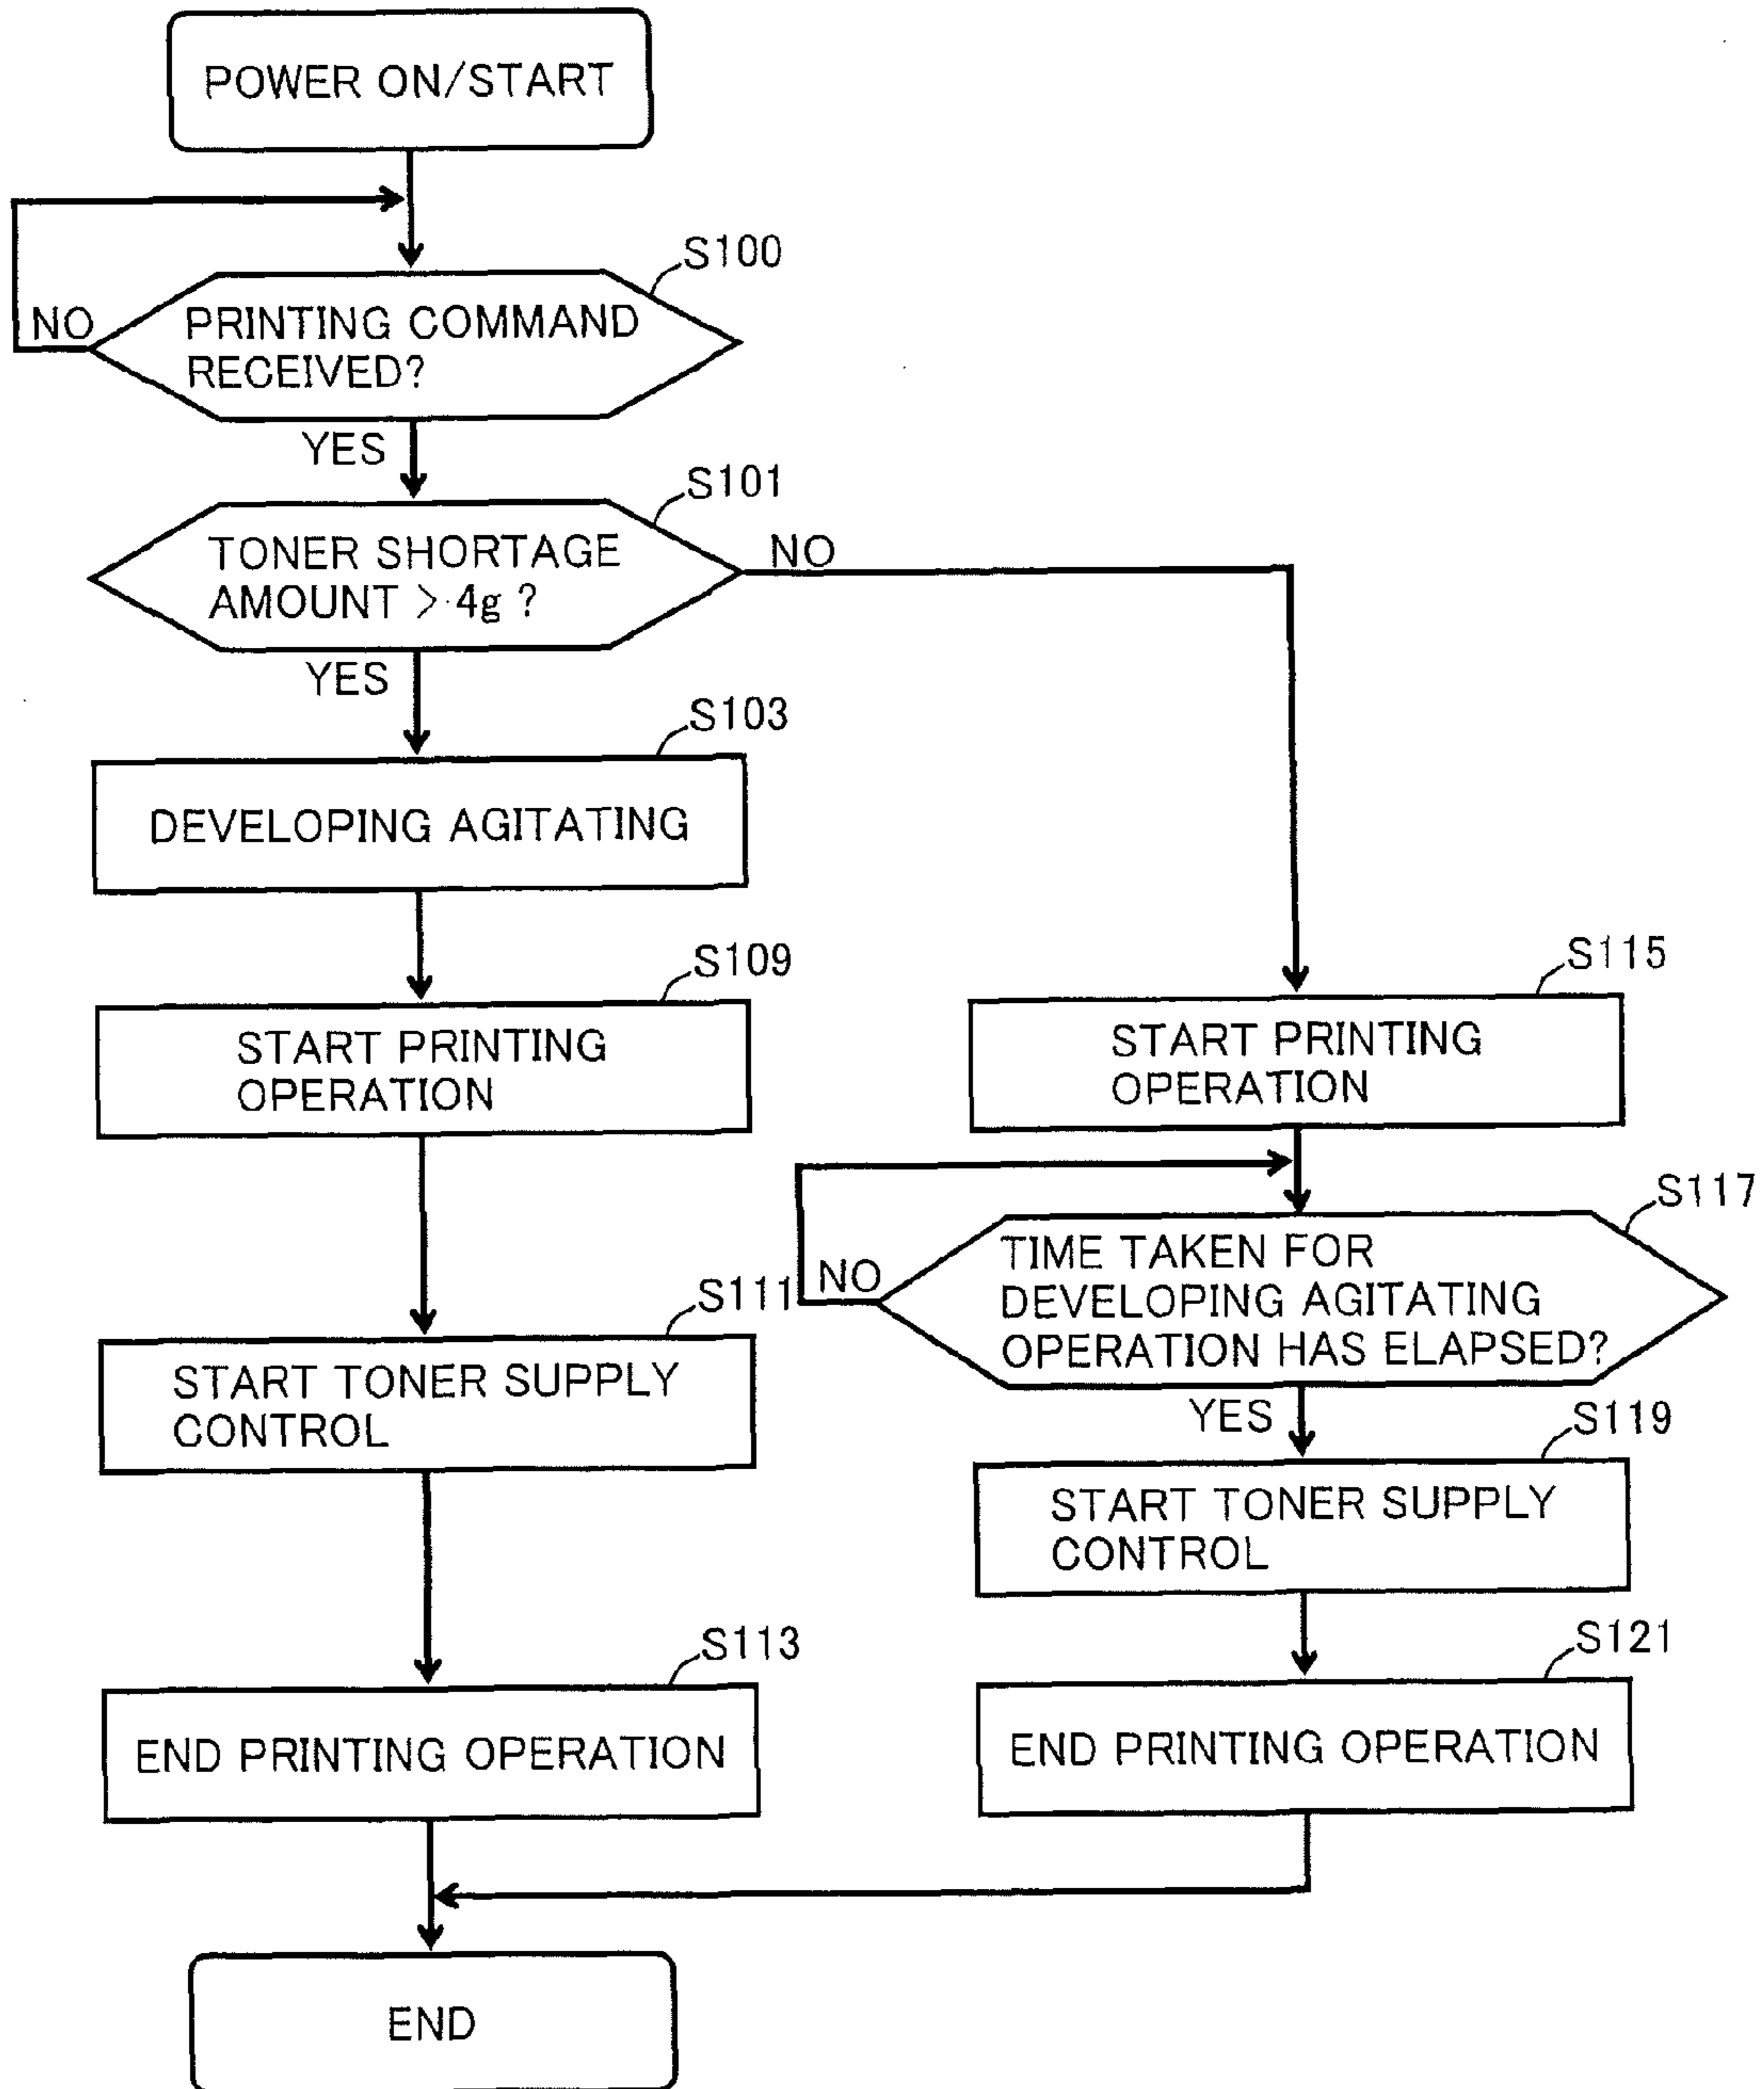 POWER ON/START
S100
NO
PRINTING COMMAND
RECEIVED?
YES
S101
TONER SHORTAGE
AMOUNT > 4g ?
NO
YES
S103
DEVELOPING AGITATING
S109
START PRINTING
OPERATION
S111
START TONER SUPPLY
CONTROL
S113
END PRINTING OPERATION
S115
START PRINTING
OPERATION
S117
NO
TIME TAKEN FOR
DEVELOPING AGITATING
OPERATION HAS ELAPSED?
YES
S119
START TONER SUPPLY
CONTROL
S121
END PRINTING OPERATION
END